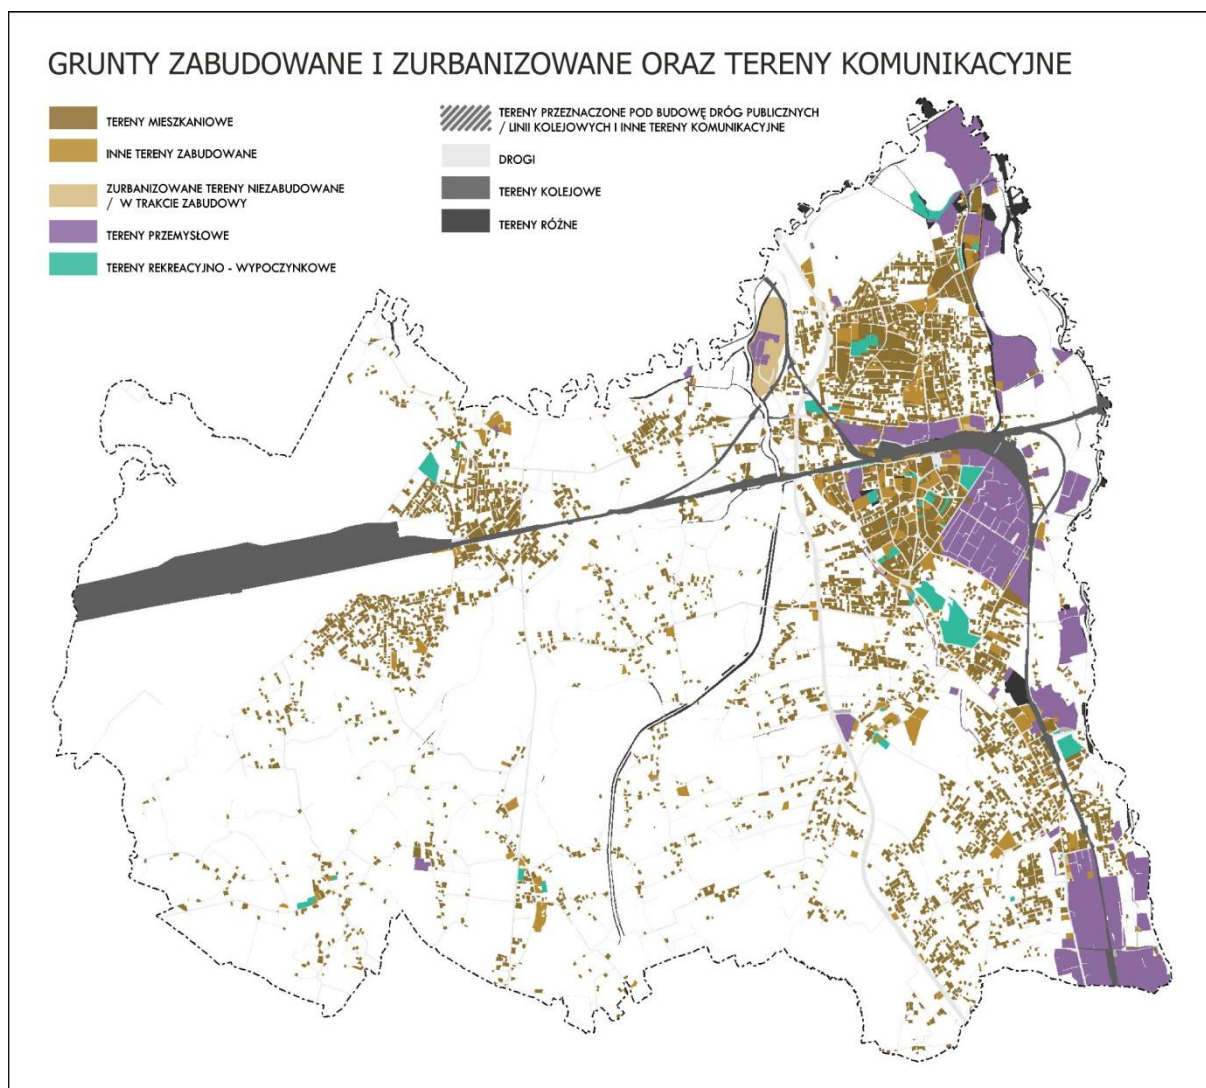 GRUNTY ZABUDOWANE I ZURBANIZOWANE ORAZ TERENY KOMUNIKACYJNE
TERENY MIESZKANIOWE
INNE TERENY ZABUDOWANE
ZURBANIZOWANE TERENY NIEZABUDOWANE
/ W TRAKCIE ZABUDOWY
TERENY PRZEMYSŁOWE
TERENY REKREACYJNO - WYPOCZYNKOWE
TERENY PRZEZNACZONE POD BUDOWĘ DRÓG PUBLICZNYCH
/ LINII KOLEJOWYCH I INNE TERENY KOMUNIKACYJNE
DROGI
TERENY KOLEJOWE
TERENY RÓŻNE